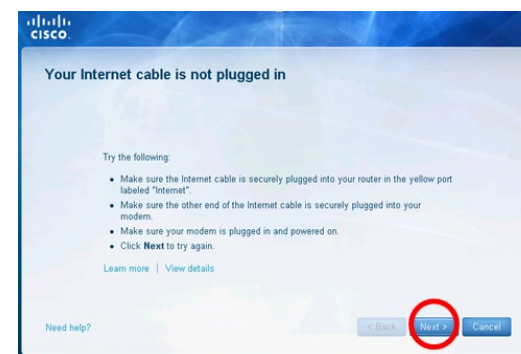 CISCO.
Your Internet cable is not plugged in
Try the following:
• Make sure the Internet cable is securely plugged into your router in the yellow port
labeled "Internet".
• Make sure the other end of the Internet cable is securely plugged into your
modem.
• Make sure your modem is plugged in and powered on.
• Click Next to try again.
Learn more | View details
Need help? < Back Next > Cancel